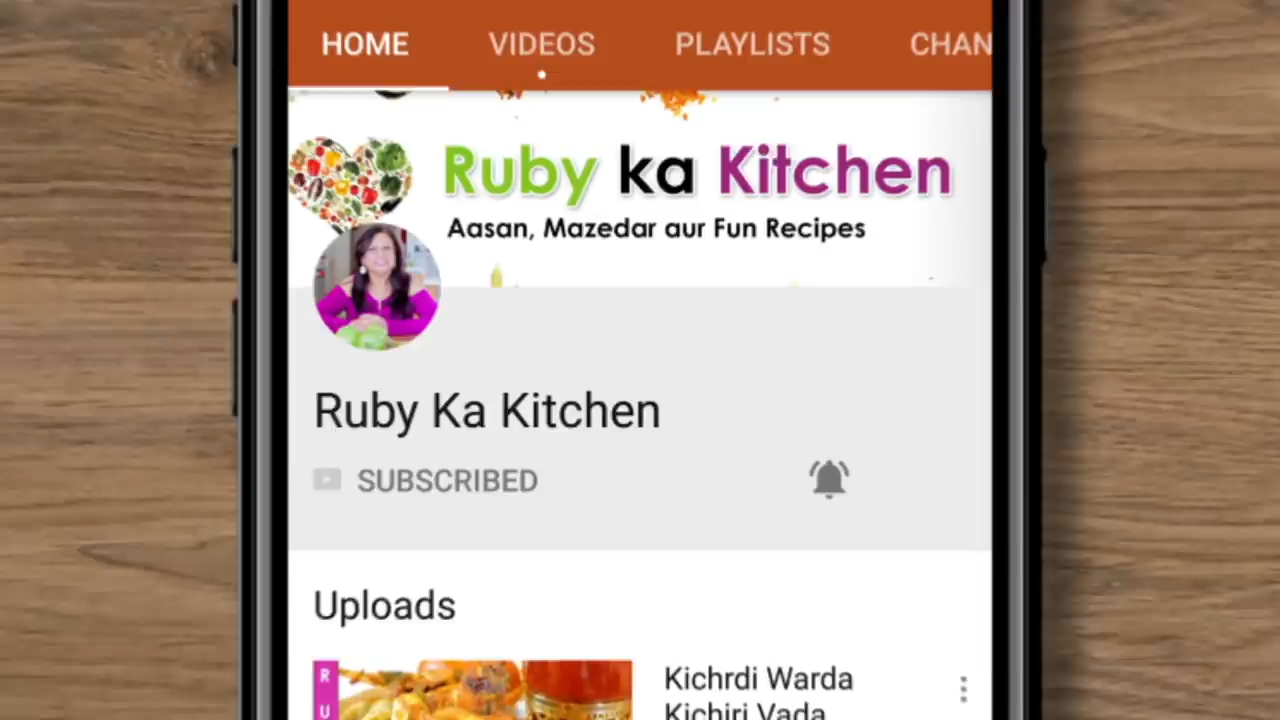 HOME VIDEOS PLAYLISTS CHAN
Ruby ka Kitchen
Aasan, Mazedar aur Fun Recipes
Ruby Ka Kitchen
SUBSCRIBED
Uploads
R
U
Kichrdi Warda
Kichiri Vada